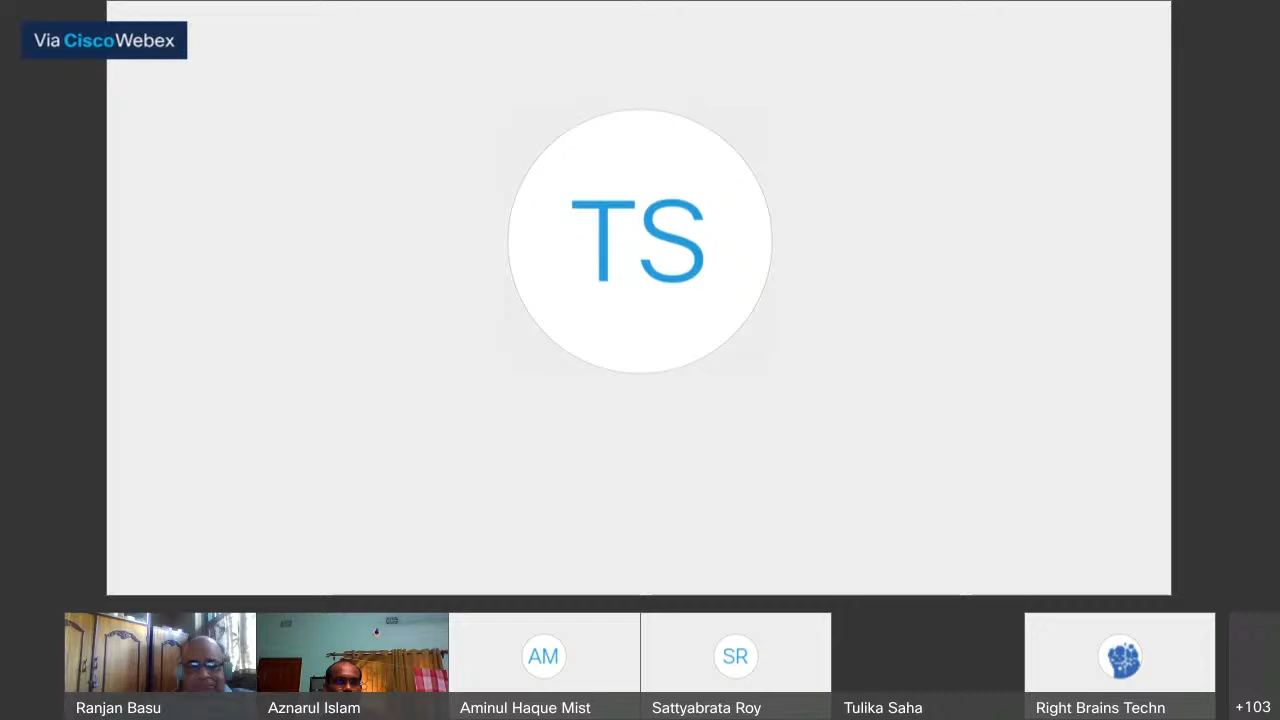 Via CiscoWebex
TS
AM
SR
Ranjan Basu
Aznarul Islam
Aminul Haque Mist
Sattyabrata Roy
Tulika Saha
Right Brains Techn
+103